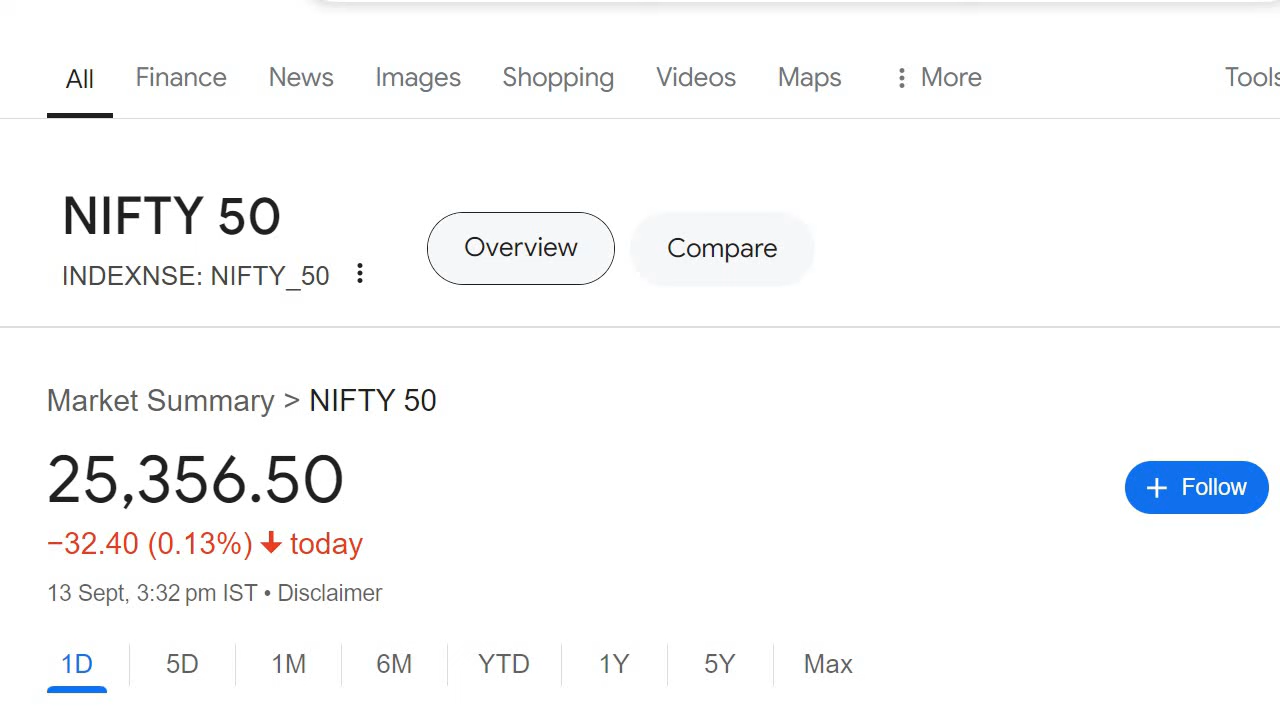 All Finance News Images Shopping Videos Maps ⋮ More Tools
NIFTY 50
Overview Compare
INDEXNSE: NIFTY_50 ⋮
Market Summary > NIFTY 50
25,356.50
+ Follow
−32.40 (0.13%) ↓ today
13 Sept, 3:32 pm IST • Disclaimer
1D 5D 1M 6M YTD 1Y 5Y Max